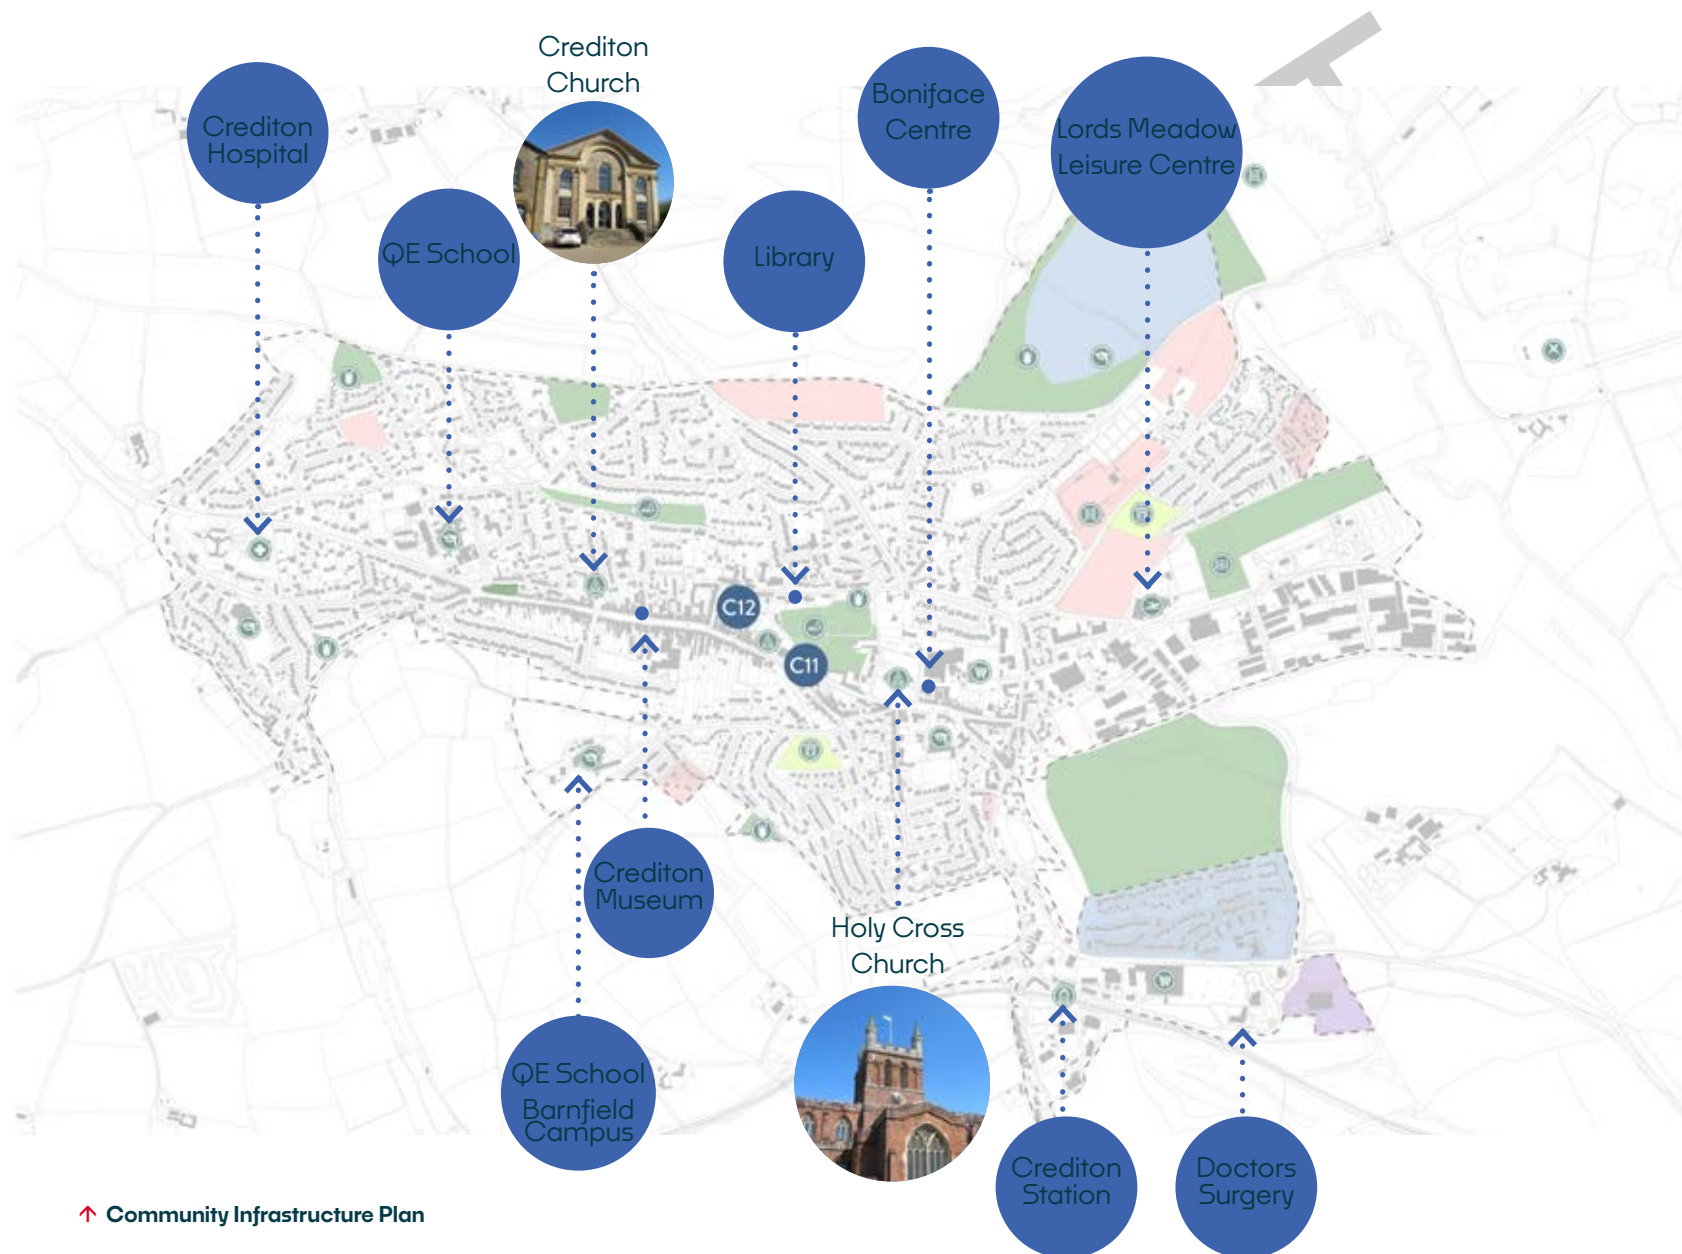 Crediton
Church
Boniface
Centre
Crediton
Hospital
Lords Meadow
Leisure Centre
QE School
Library
C12
C11
Crediton
Museum
Holy Cross
Church
QE School
Barnfield
Campus
Crediton
Station
Doctors
Surgery
↑ Community Infrastructure Plan